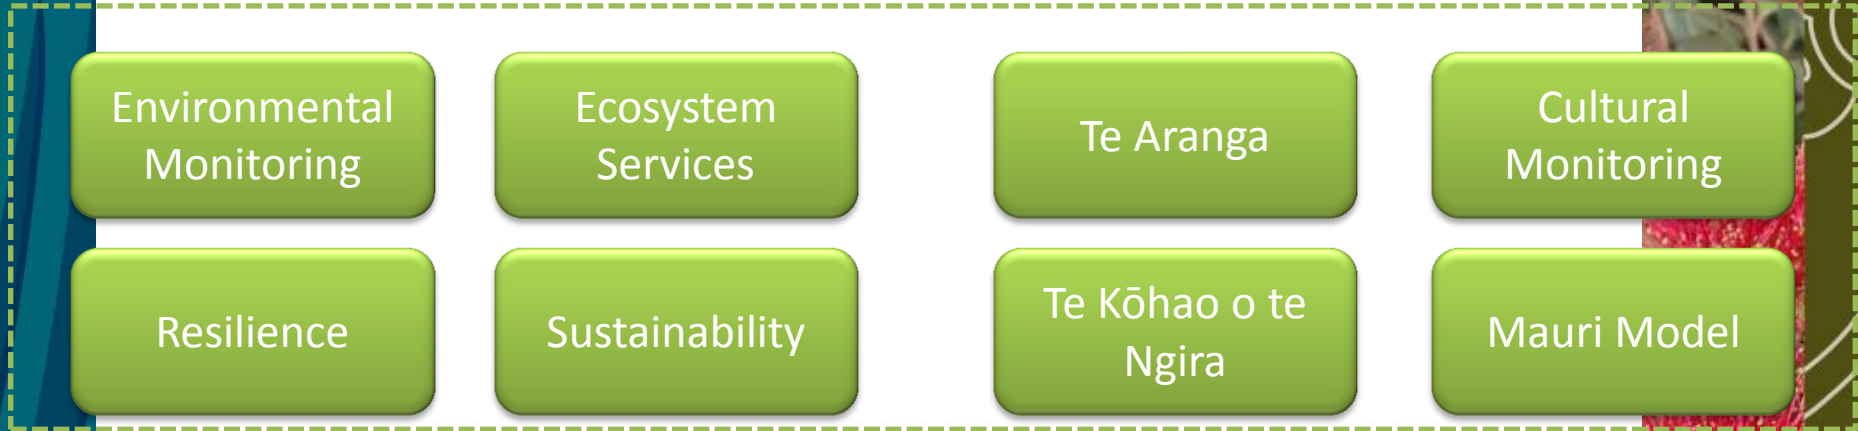 Environmental
Monitoring
Ecosystem
Services
Te Aranga
Cultural
Monitoring
Resilience
Sustainability
Te Kōhao o te
Ngira
Mauri Model